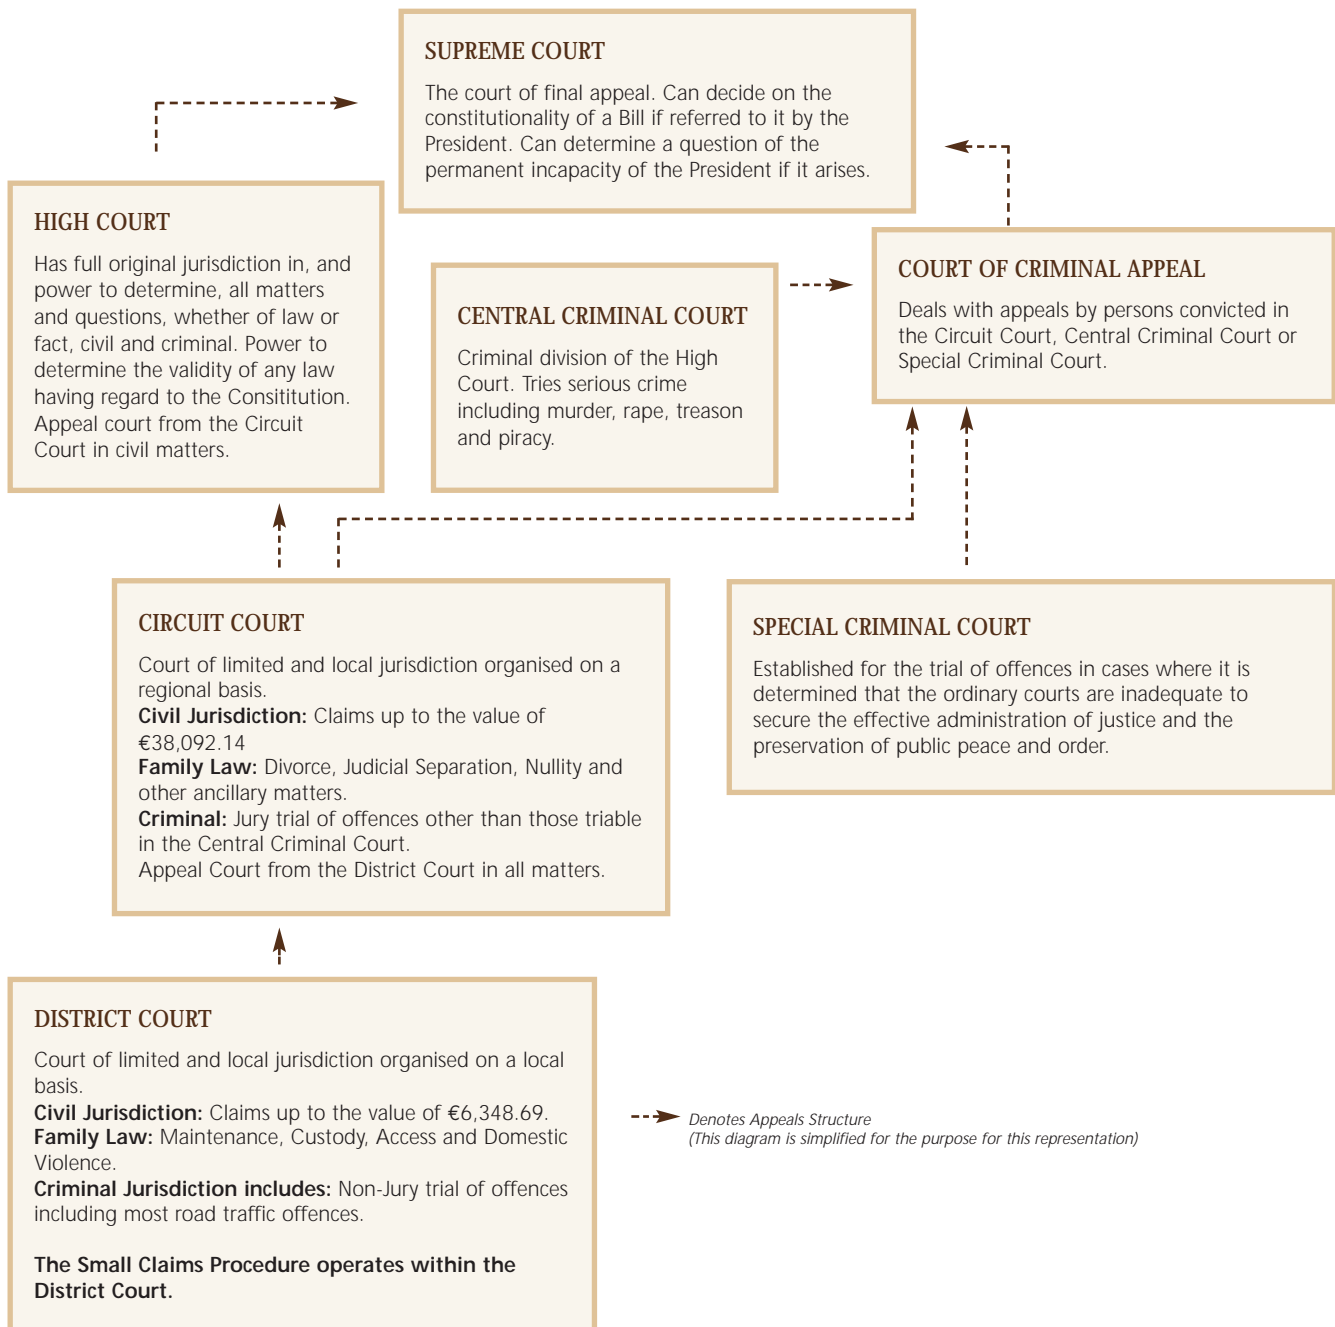 SUPREME COURT
The court of final appeal. Can decide on the
constitutionality of a Bill if referred to it by the
President. Can determine a question of the
permanent incapacity of the President if it arises.
HIGH COURT
Has full original jurisdiction in, and
power to determine, all matters
and questions, whether of law or
fact, civil and criminal. Power to
determine the validity of any law
having regard to the Consititution.
Appeal court from the Circuit
Court in civil matters.
CENTRAL CRIMINAL COURT
Criminal division of the High
Court. Tries serious crime
including murder, rape, treason
and piracy.
COURT OF CRIMINAL APPEAL
Deals with appeals by persons convicted in
the Circuit Court, Central Criminal Court or
Special Criminal Court.
CIRCUIT COURT
Court of limited and local jurisdiction organised on a
regional basis.
Civil Jurisdiction: Claims up to the value of
€38,092.14
Family Law: Divorce, Judicial Separation, Nullity and
other ancillary matters.
Criminal: Jury trial of offences other than those triable
in the Central Criminal Court.
Appeal Court from the District Court in all matters.
SPECIAL CRIMINAL COURT
Established for the trial of offences in cases where it is
determined that the ordinary courts are inadequate to
secure the effective administration of justice and the
preservation of public peace and order.
DISTRICT COURT
Court of limited and local jurisdiction organised on a local
basis.
Civil Jurisdiction: Claims up to the value of €6,348.69.
Family Law: Maintenance, Custody, Access and Domestic
Violence.
Criminal Jurisdiction includes: Non-Jury trial of offences
including most road traffic offences.
The Small Claims Procedure operates within the
District Court.
Denotes Appeals Structure
(This diagram is simplified for the purpose for this representation)